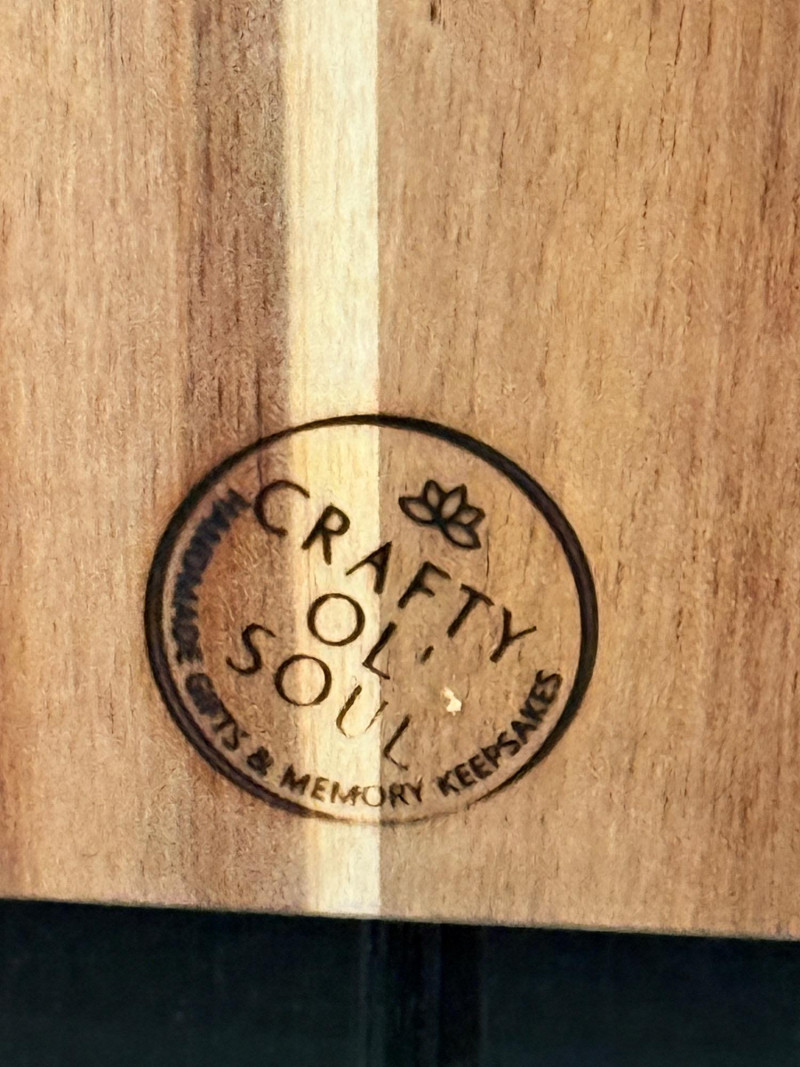 CRAFTY
OL'
SOUL
HANDMADE GIFTS & MEMORY KEEPSAKES